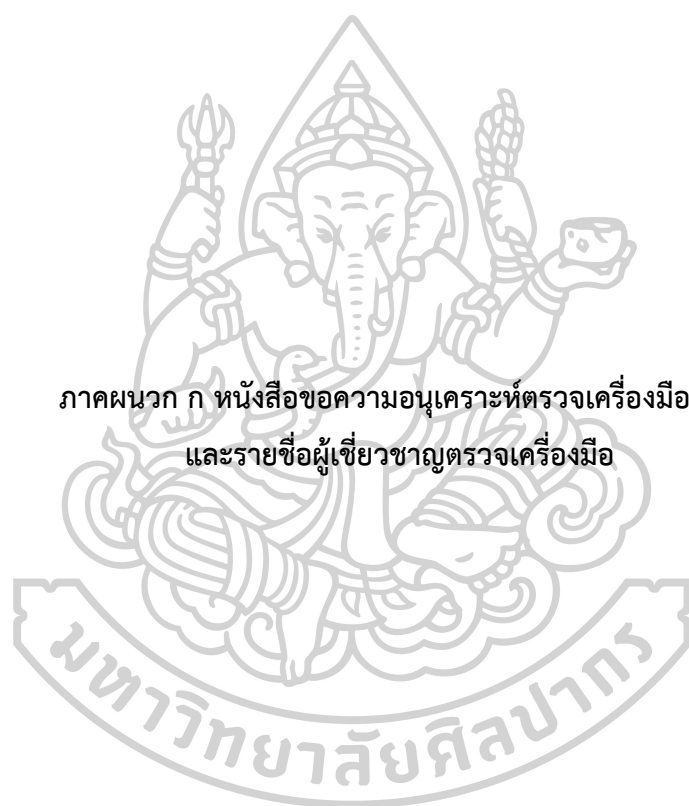 ภาคผนวก ก หนังสือขอความอนุเคราะห์ตรวจเครื่องมือ
และรายชื่อผู้เชี่ยวชาญตรวจเครื่องมือ
มหาวิทยาลัยศิลปากร